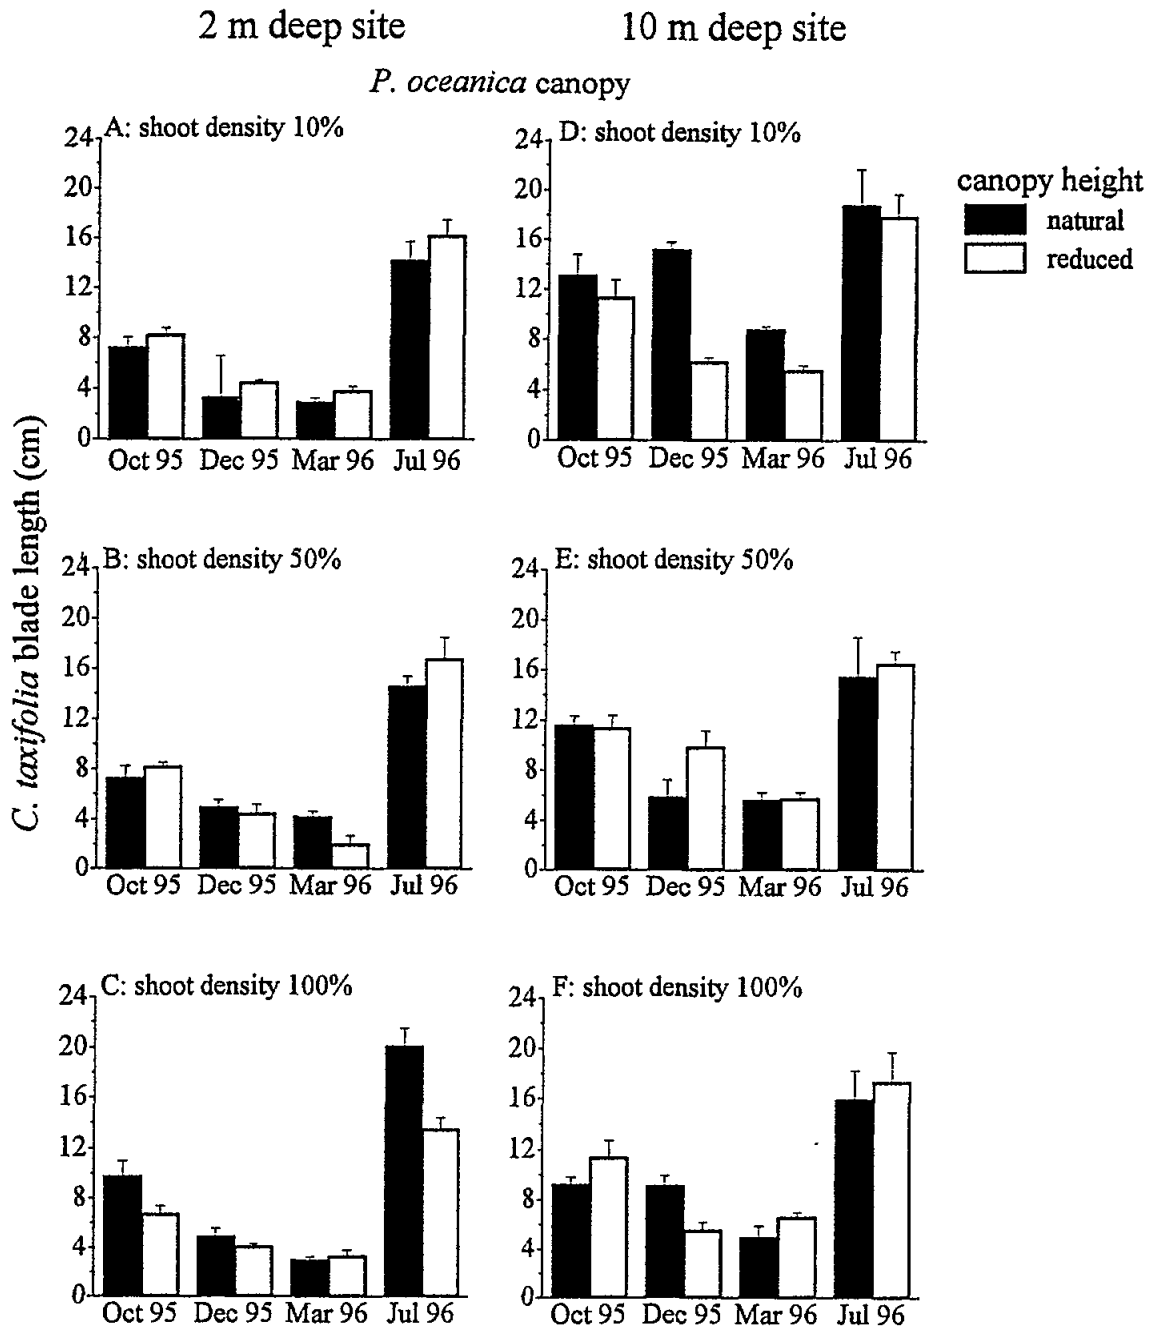 2 m deep site 10 m deep site
P. oceanica canopy
A: shoot density 10%
24
20
16
12
8
4
0
Oct 95 Dec 95 Mar 96 Jul 96
D: shoot density 10%
24
20
16
12
8
4
0
Oct 95 Dec 95 Mar 96 Jul 96
canopy height
natural
reduced
C. taxifolia blade length (cm)
B: shoot density 50%
24
20
16
12
8
4
0
Oct 95 Dec 95 Mar 96 Jul 96
E: shoot density 50%
24
20
16
12
8
4
0
Oct 95 Dec 95 Mar 96 Jul 96
C: shoot density 100%
24
20
16
12
8
4
0
Oct 95 Dec 95 Mar 96 Jul 96
F: shoot density 100%
24
20
16
12
8
4
0
Oct 95 Dec 95 Mar 96 Jul 96